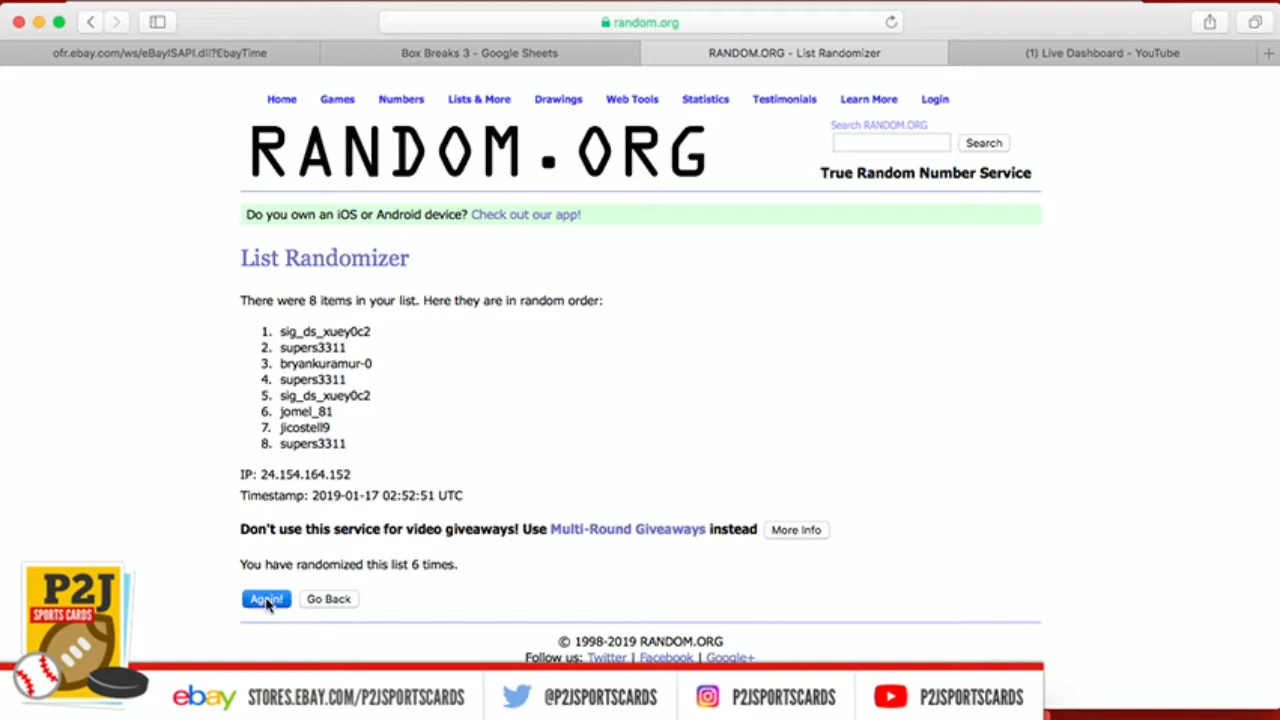 random.org
ofr.ebay.com/ws/eBayISAPI.dll?EbayTime
Box Breaks 3 - Google Sheets
RANDOM.ORG - List Randomizer
(1) Live Dashboard - YouTube
Home Games Numbers Lists & More Drawings Web Tools Statistics Testimonials Learn More Login
RANDOM.ORG
Search RANDOM.ORG
Search
True Random Number Service
Do you own an iOS or Android device? Check out our app!
List Randomizer
There were 8 items in your list. Here they are in random order:
1. sig_ds_xuey0c2
2. supers3311
3. bryankuramur-0
4. supers3311
5. sig_ds_xuey0c2
6. jomel_81
7. jicostell9
8. supers3311
IP: 24.154.164.152
Timestamp: 2019-01-17 02:52:51 UTC
Don't use this service for video giveaways! Use Multi-Round Giveaways instead More Info
You have randomized this list 6 times.
Again! Go Back
© 1998-2019 RANDOM.ORG
Follow us: Twitter | Facebook | Google+
P2J
SPORTS CARDS
ebay STORES.EBAY.COM/P2JSPORTSCARDS
@P2JSPORTSCARDS
P2JSPORTSCARDS
P2JSPORTSCARDS